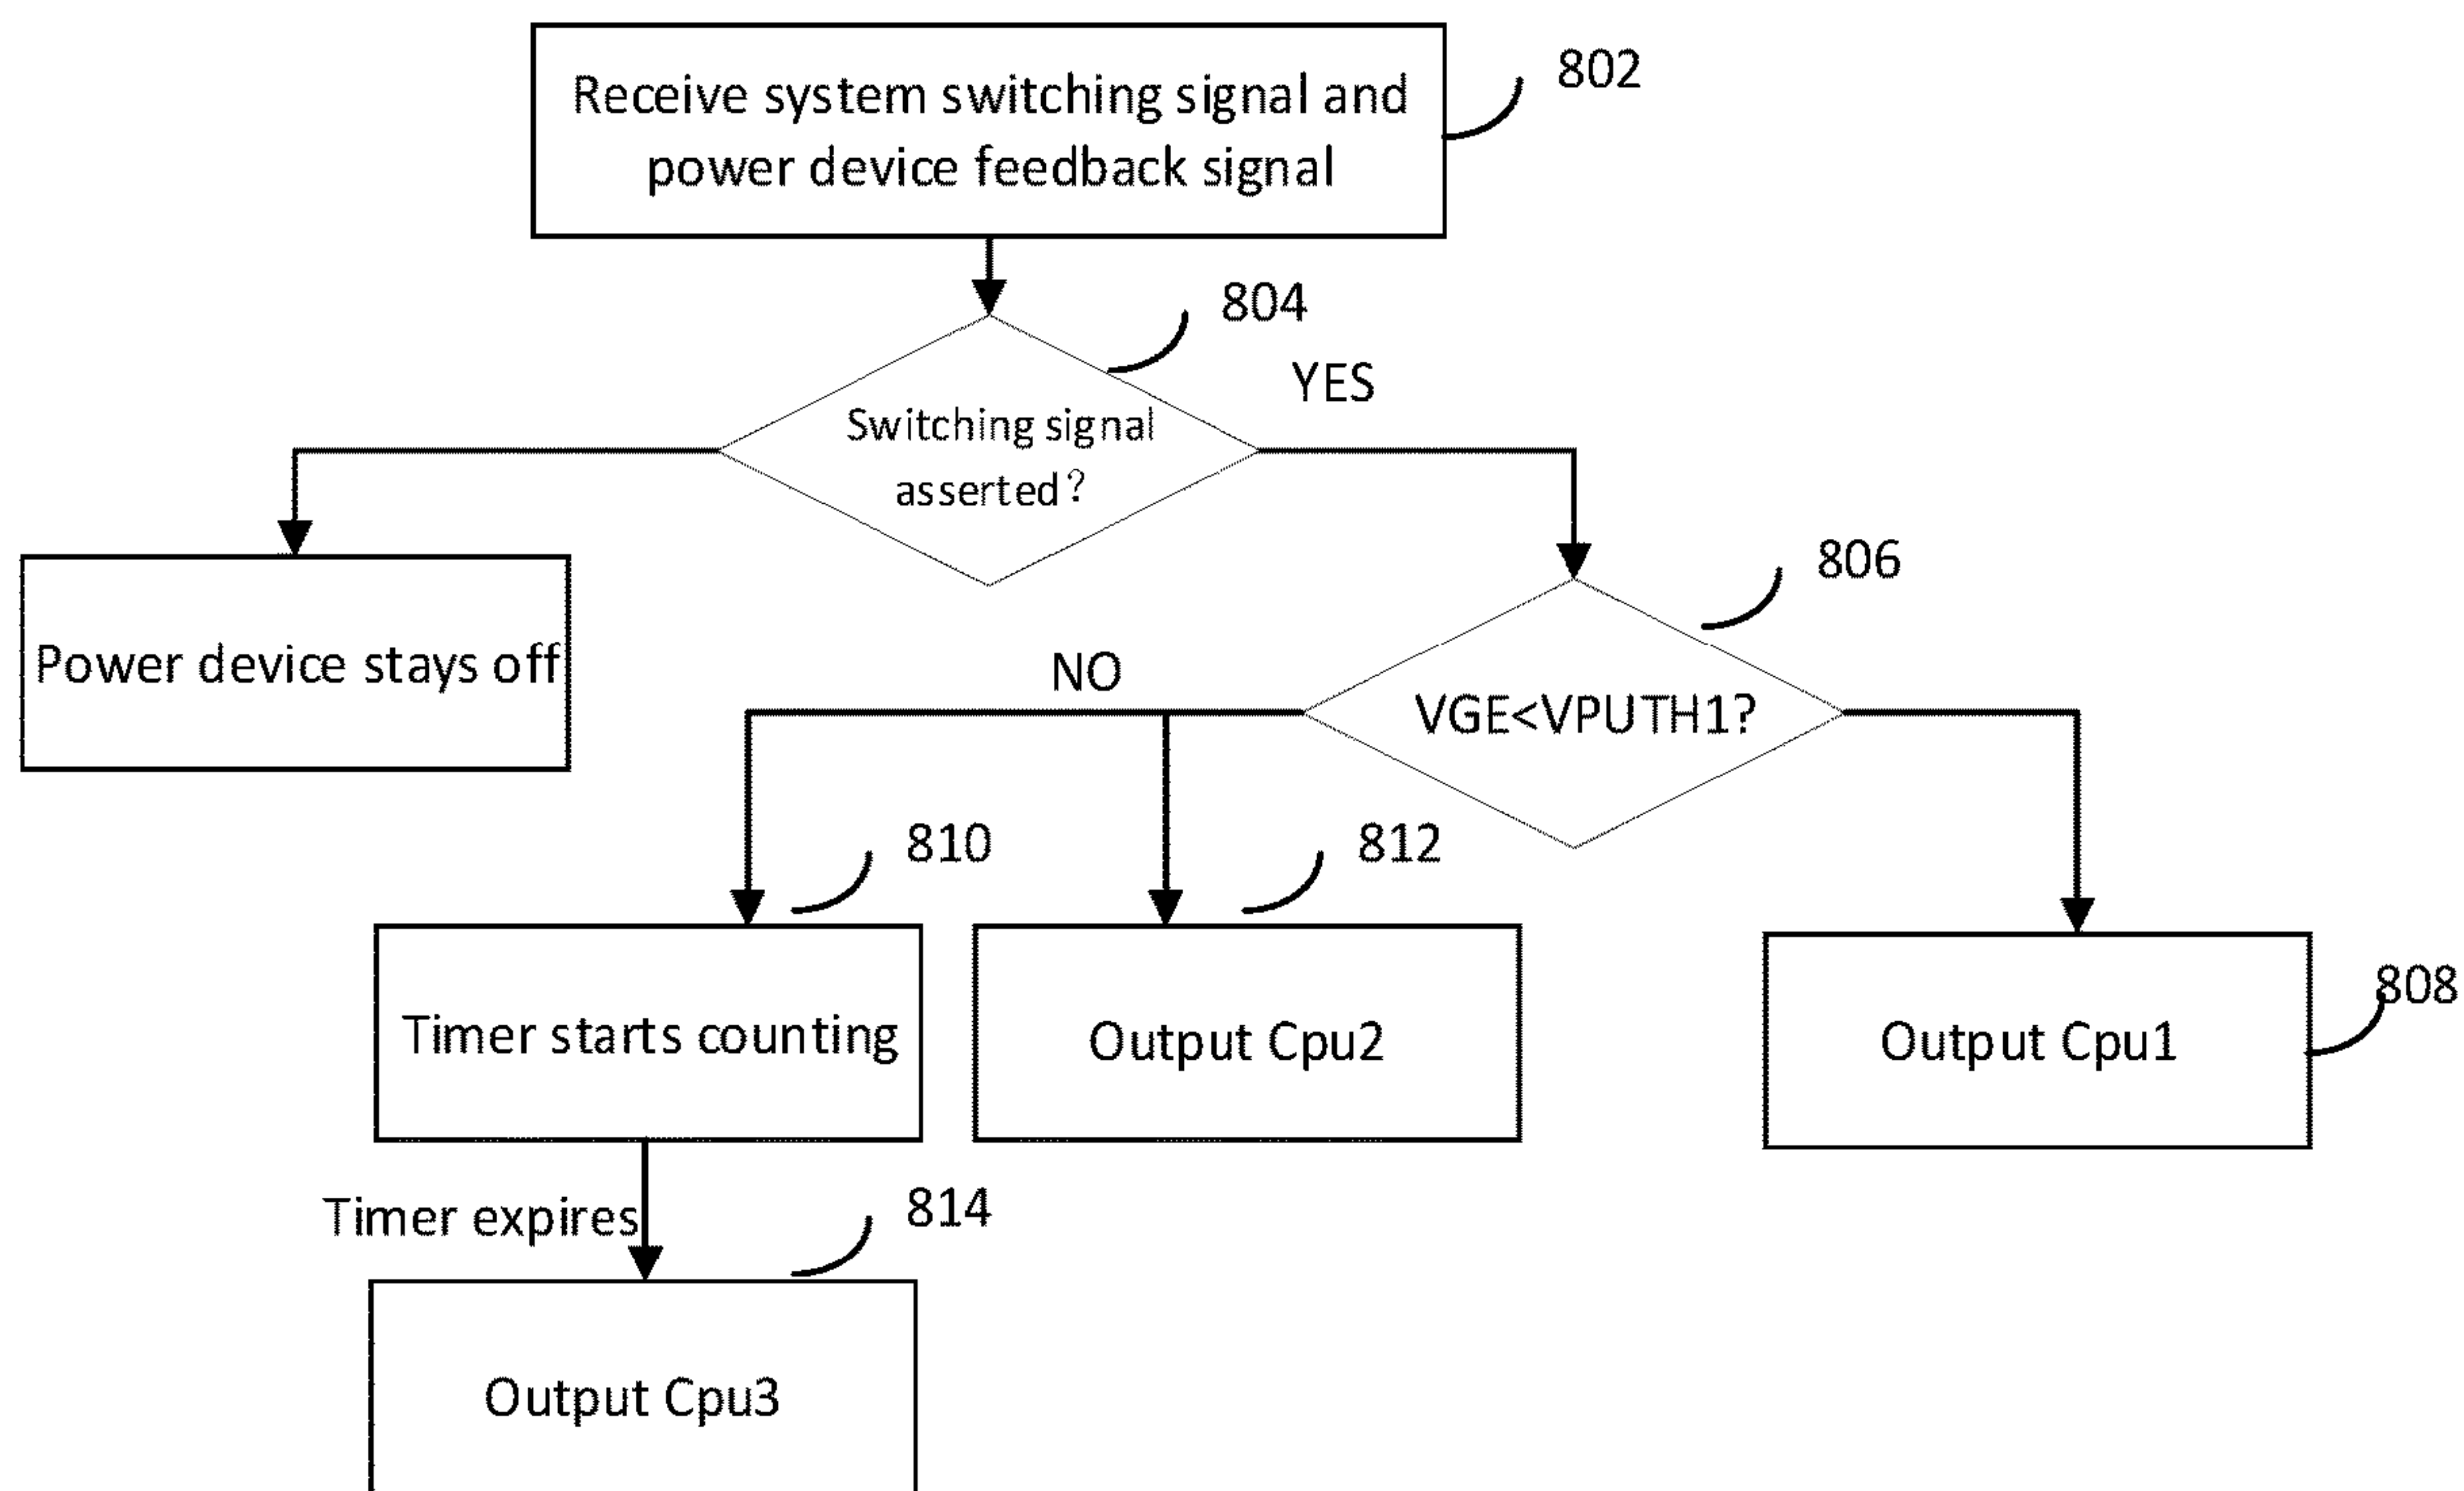 Receive system switching signal and
power device feedback signal
802
804
YES
Switching signal
asserted?
806
Power device stays off
NO
VGE<VPUTH1?
810
812
808
Timer starts counting
Output Cpu2
Output Cpu1
Timer expires
814
Output Cpu3